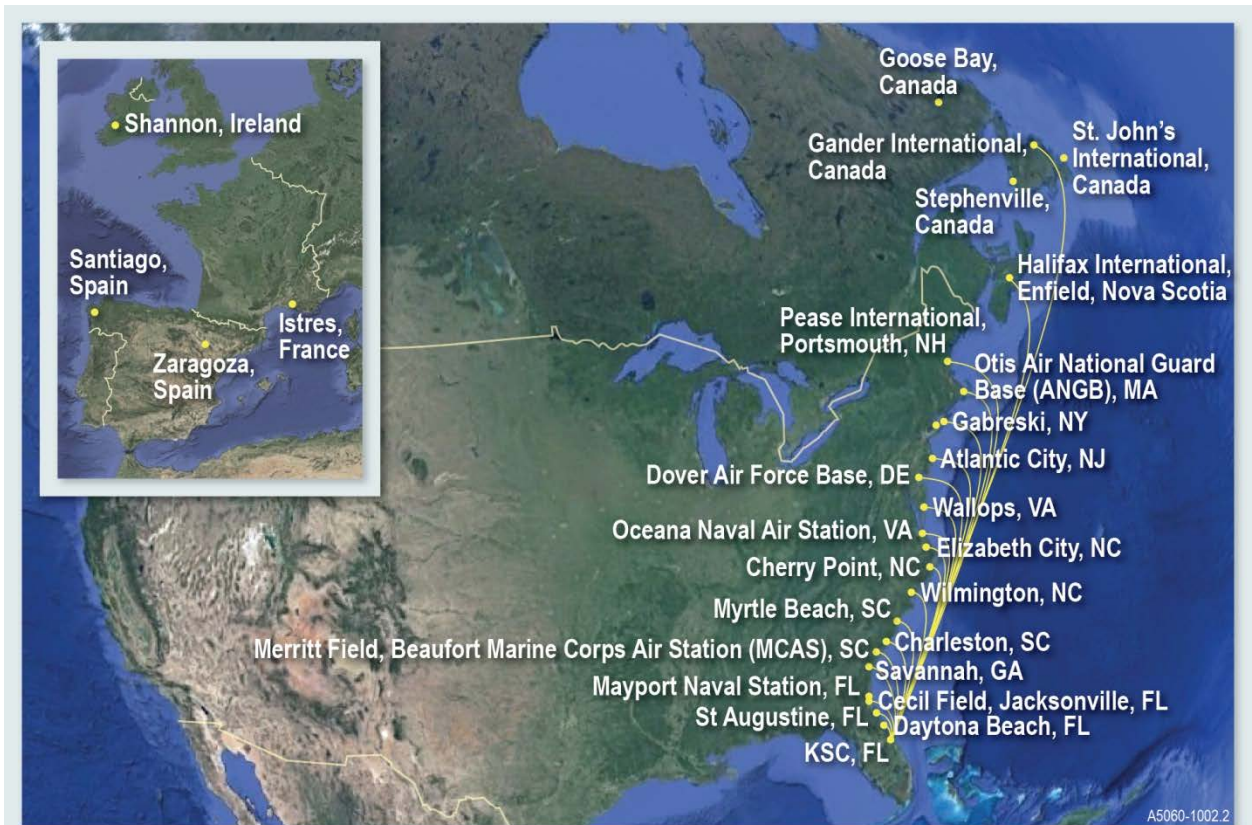 Shannon, Ireland
Santiago,
Spain
Istres,
France
Zaragoza,
Spain
Goose Bay,
Canada
Gander International,
Canada
St. John’s
International,
Canada
Stephenville,
Canada
Halifax International,
Enfield, Nova Scotia
Pease International,
Portsmouth, NH
Otis Air National Guard
Base (ANGB), MA
Gabreski, NY
Atlantic City, NJ
Dover Air Force Base, DE
Wallops, VA
Oceana Naval Air Station, VA
Elizabeth City, NC
Cherry Point, NC
Wilmington, NC
Myrtle Beach, SC
Charleston, SC
Merritt Field, Beaufort Marine Corps Air Station (MCAS), SC
Savannah, GA
Mayport Naval Station, FL
Cecil Field, Jacksonville, FL
St Augustine, FL
Daytona Beach, FL
KSC, FL
A5060-1002.2